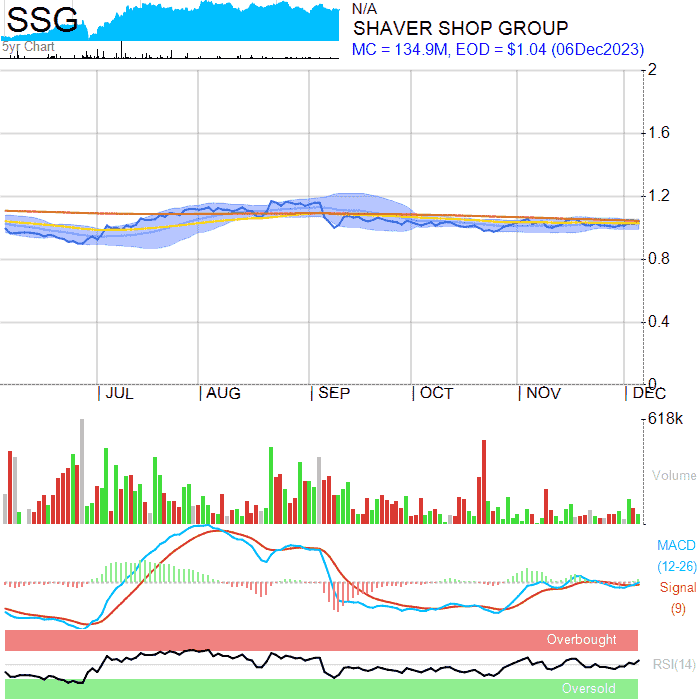 SSG
5yr Chart
N/A
SHAVER SHOP GROUP
MC = 134.9M, EOD = $1.04 (06Dec2023)
2
1.6
1.2
0.8
0.4
0
JUL AUG SEP OCT NOV DEC
618k
Volume
MACD
(12-26)
Signal
(9)
Overbought
RSI(14)
Oversold